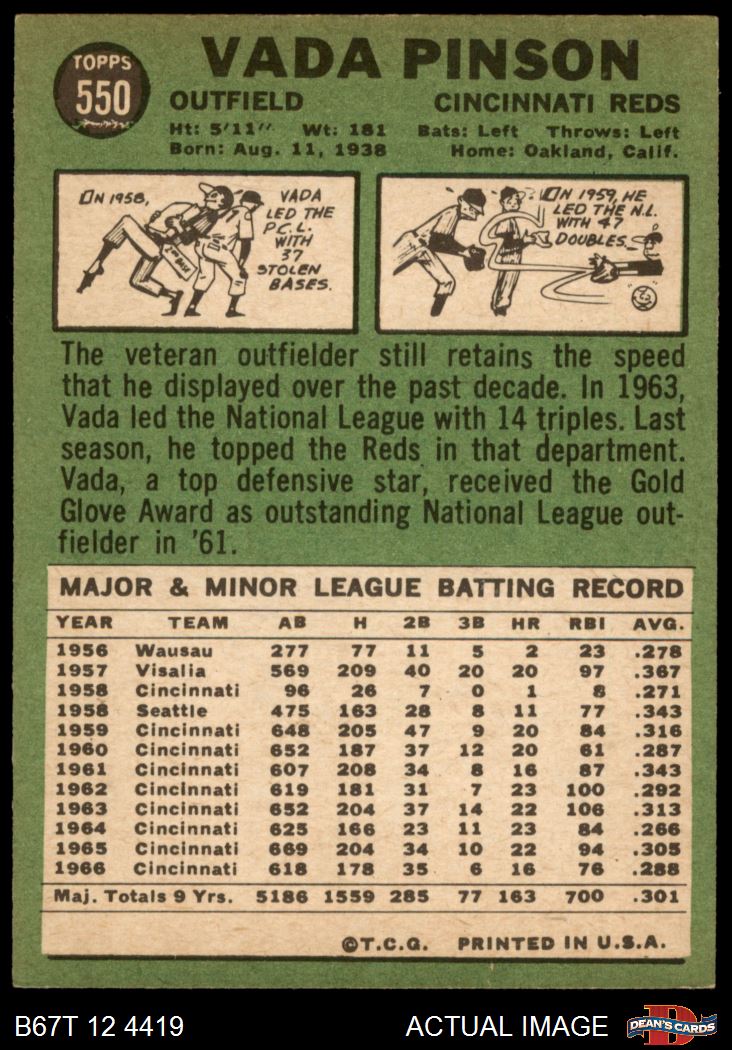 TOPPS
550
VADA PINSON
OUTFIELD CINCINNATI REDS
Ht: 5'11" Wt: 181 Bats: Left Throws: Left
Born: Aug. 11, 1938 Home: Oakland, Calif.
IN 1958,
VADA
LED THE
P.C.L.
WITH
37
STOLEN
BASES.
2ND BASE
IN 1959, HE
LED THE N.L.
WITH 47
DOUBLES.
The veteran outfielder still retains the speed
that he displayed over the past decade. In 1963,
Vada led the National League with 14 triples. Last
season, he topped the Reds in that department.
Vada, a top defensive star, received the Gold
Glove Award as outstanding National League out-
fielder in '61.
MAJOR & MINOR LEAGUE BATTING RECORD
YEAR TEAM AB H 2B 3B HR RBI AVG.
1956 Wausau 277 77 11 5 2 23 .278
1957 Visalia 569 209 40 20 20 97 .367
1958 Cincinnati 96 26 7 0 1 8 .271
1958 Seattle 475 163 28 8 11 77 .343
1959 Cincinnati 648 205 47 9 20 84 .316
1960 Cincinnati 652 187 37 12 20 61 .287
1961 Cincinnati 607 208 34 8 16 87 .343
1962 Cincinnati 619 181 31 7 23 100 .292
1963 Cincinnati 652 204 37 14 22 106 .313
1964 Cincinnati 625 166 23 11 23 84 .266
1965 Cincinnati 669 204 34 10 22 94 .305
1966 Cincinnati 618 178 35 6 16 76 .288
Maj. Totals 9 Yrs. 5186 1559 285 77 163 700 .301
©T.C.G. PRINTED IN U.S.A.
B67T 12 4419 ACTUAL IMAGE DEAN'S CARDS